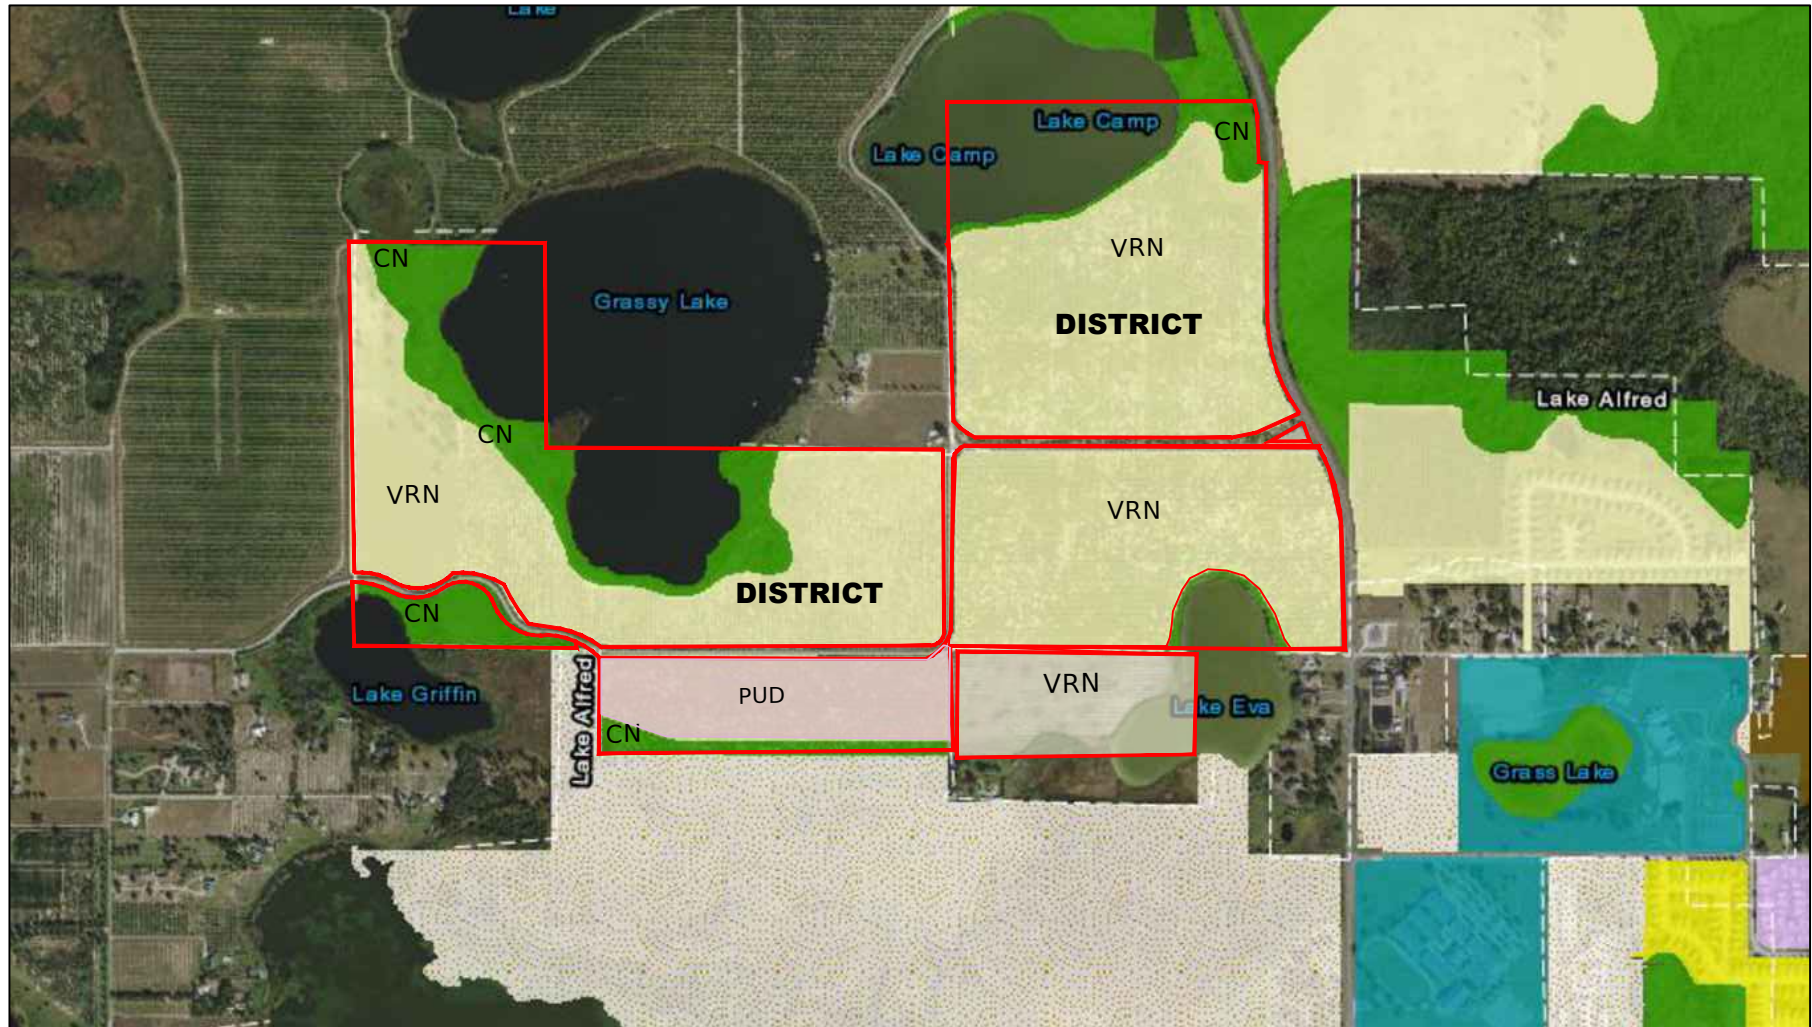 Lake
Lake Camp
CN
Lake Camp
VRN
CN
Grassy Lake
DISTRICT
Lake Alfred
CN
VRN
VRN
DISTRICT
CN
Lake Griffin
Lake Alfred
PUD
VRN
Lake Eva
CN
Grass Lake